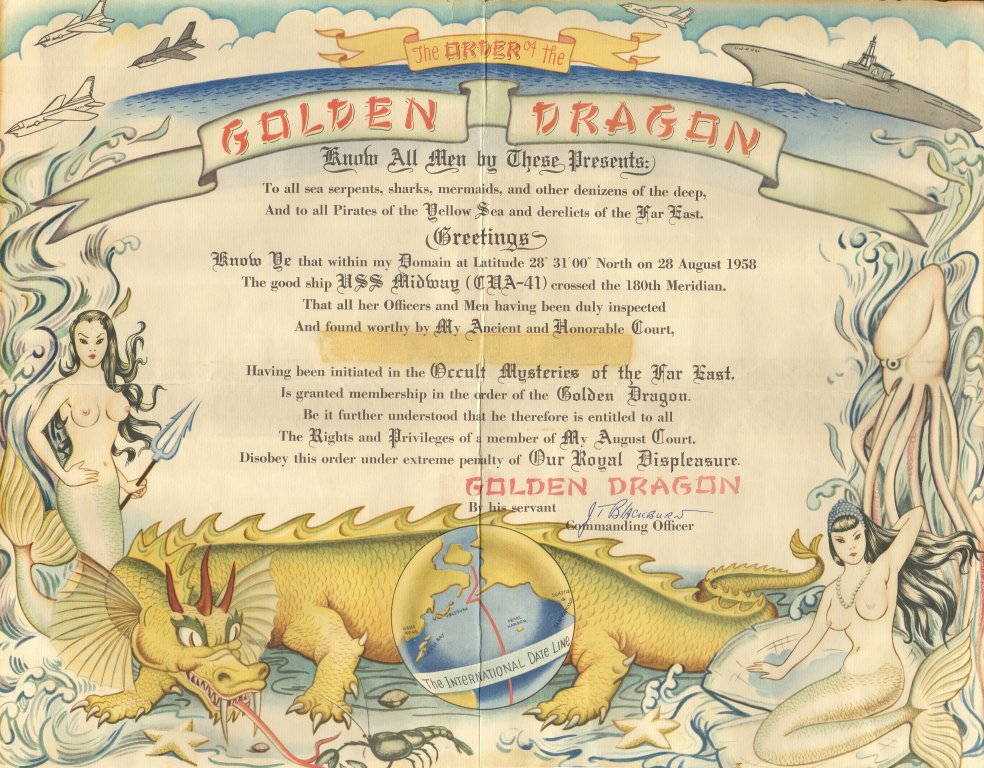 The ORDER of the
GOLDEN DRAGON
Know All Men by These Presents:
To all sea serpents, sharks, mermaids, and other denizens of the deep,
And to all Pirates of the Yellow Sea and derelicts of the Far East.
Greetings
Know Ye that within my Domain at Latitude 28° 31'00" North on 28 August 1958
The good ship USS Midway (CVA-41) crossed the 180th Meridian.
That all her Officers and Men having been duly inspected
And found worthy by My Ancient and Honorable Court,
Having been initiated in the Occult Mysteries of the Far East.
Is granted membership in the order of the Golden Dragon.
Be it further understood that he therefore is entitled to all
The Rights and Privileges of a member of My August Court.
Disobey this order under extreme penalty of Our Royal Displeasure.
GOLDEN DRAGON
By his servant J T Blackburn
Commanding Officer
41
HONG KONG
PEARL HARBOR
The INTERNATIONAL DATE LINE